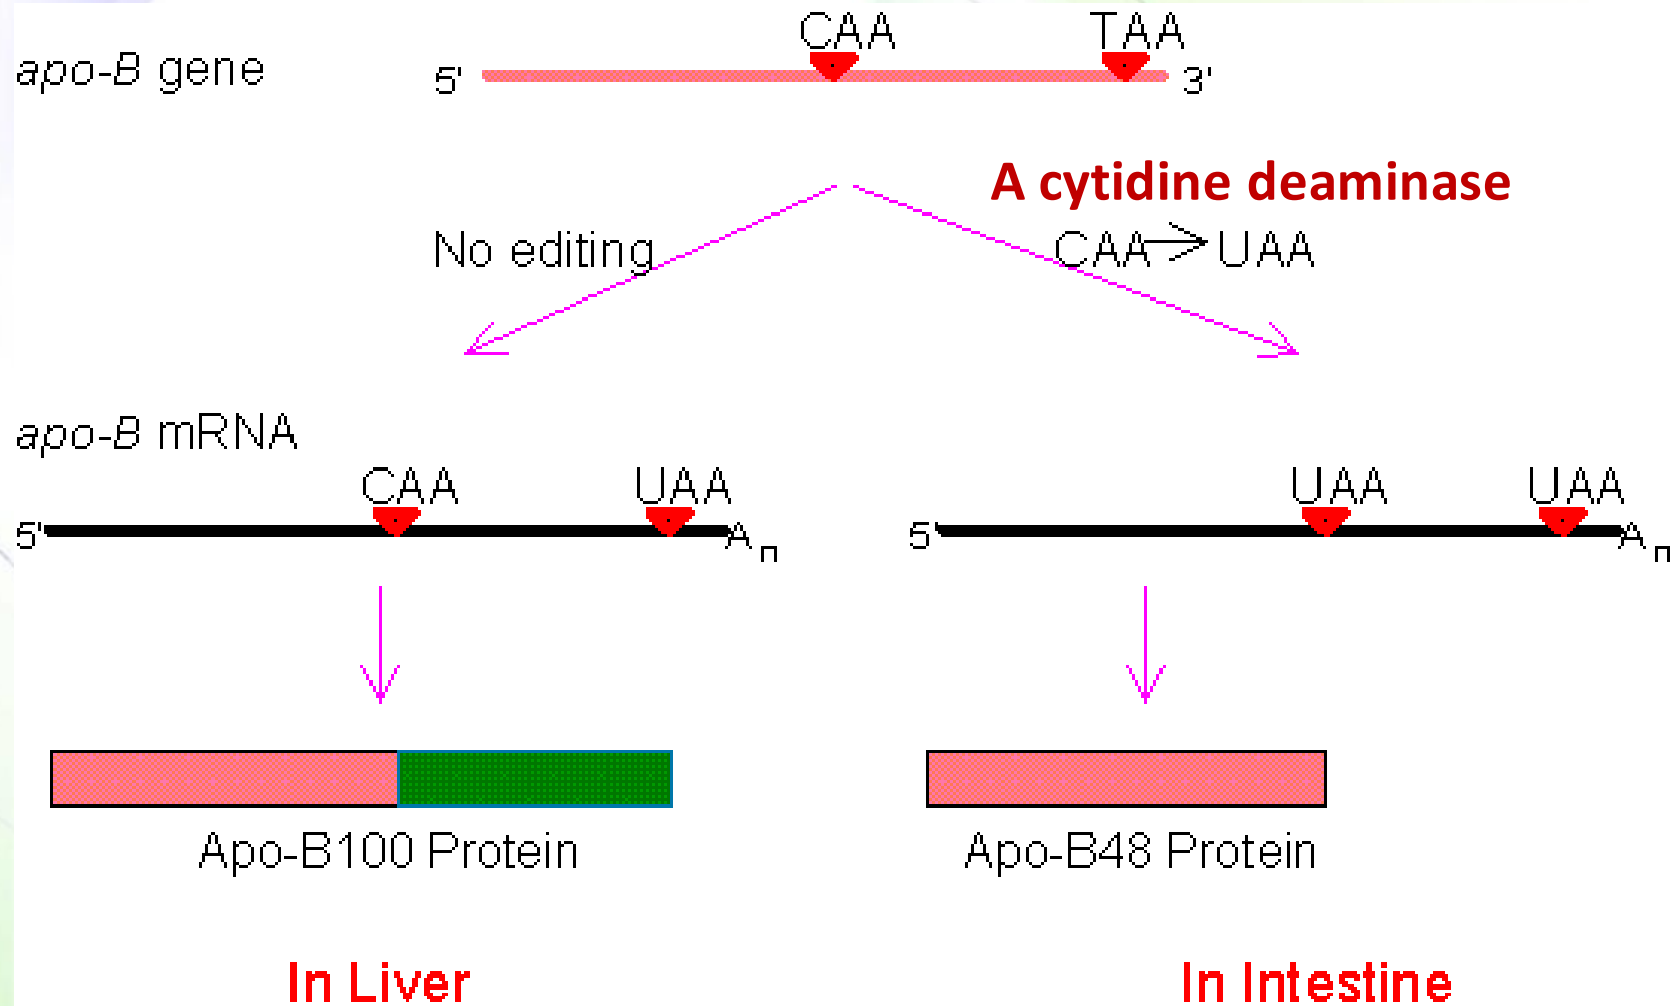 CAA TAA
apo-B gene 5' 3'
A cytidine deaminase
No editing CAA → UAA
apo-B mRNA
CAA UAA UAA UAA
5' An 5' An
Apo-B100 Protein Apo-B48 Protein
In Liver In Intestine